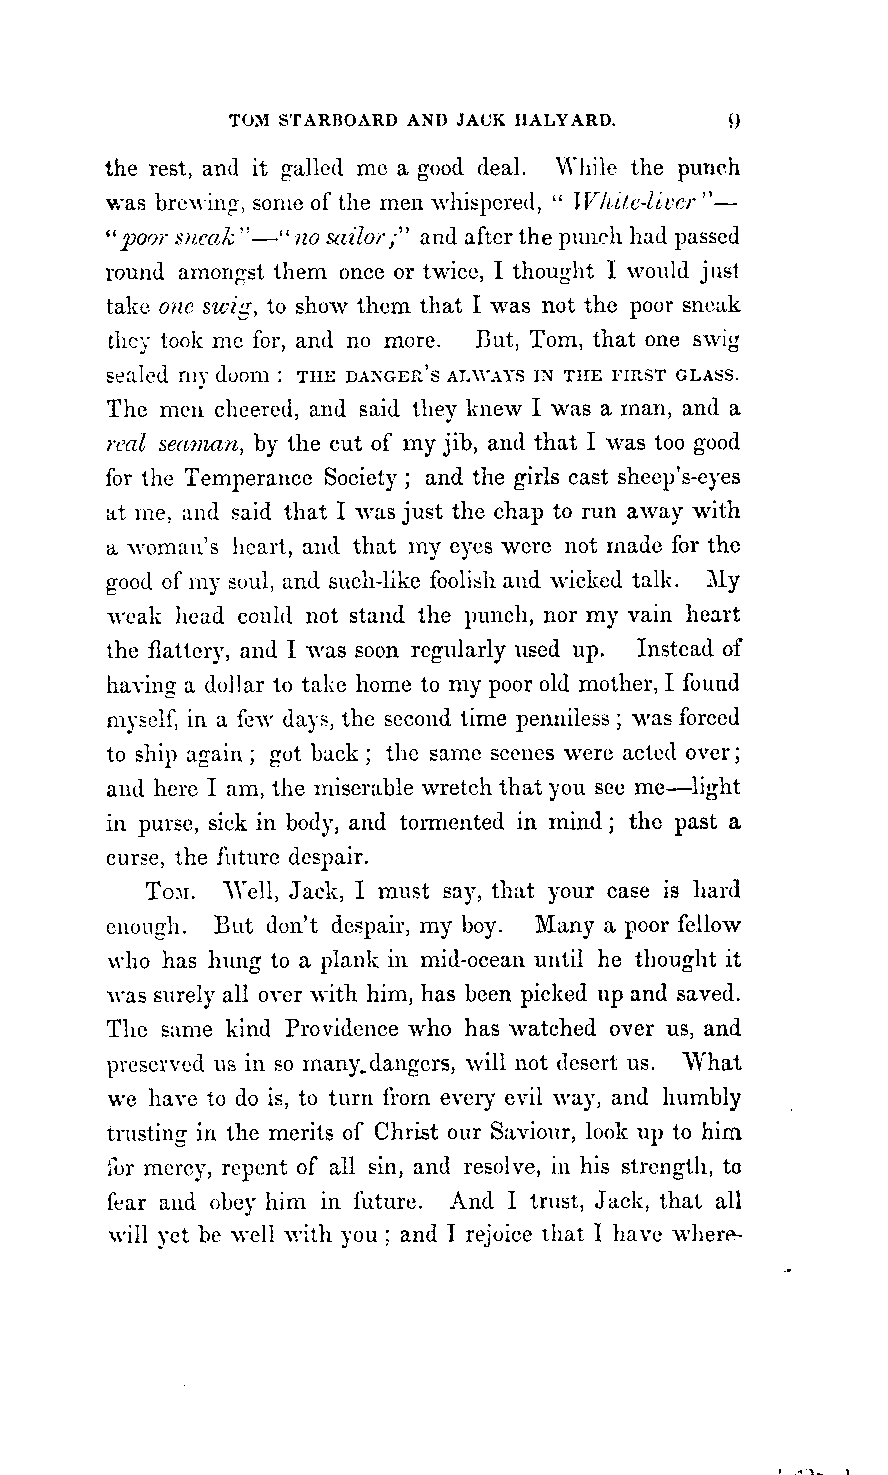 TOM STARBOARD AND JACK HALYARD. 9
the rest, and it galled me a good deal. While the punch
was brewing, some of the men whispered, “ White-liver ”—
“poor sneak”—“no sailor;” and after the punch had passed
round amongst them once or twice, I thought I would just
take one swig, to show them that I was not the poor sneak
they took me for, and no more. But, Tom, that one swig
sealed my doom : THE DANGER'S ALWAYS IN THE FIRST GLASS.
The men cheered, and said they knew I was a man, and a
real seaman, by the cut of my jib, and that I was too good
for the Temperance Society ; and the girls cast sheep's-eyes
at me, and said that I was just the chap to run away with
a woman's heart, and that my eyes were not made for the
good of my soul, and such-like foolish and wicked talk. My
weak head could not stand the punch, nor my vain heart
the flattery, and I was soon regularly used up. Instead of
having a dollar to take home to my poor old mother, I found
myself, in a few days, the second time penniless ; was forced
to ship again ; got back ; the same scenes were acted over;
and here I am, the miserable wretch that you see me—light
in purse, sick in body, and tormented in mind ; the past a
curse, the future despair.
TOM. Well, Jack, I must say, that your case is hard
enough. But don't despair, my boy. Many a poor fellow
who has hung to a plank in mid-ocean until he thought it
was surely all over with him, has been picked up and saved.
The same kind Providence who has watched over us, and
preserved us in so many dangers, will not desert us. What
we have to do is, to turn from every evil way, and humbly
trusting in the merits of Christ our Saviour, look up to him
for mercy, repent of all sin, and resolve, in his strength, to
fear and obey him in future. And I trust, Jack, that all
will yet be well with you ; and I rejoice that I have where-